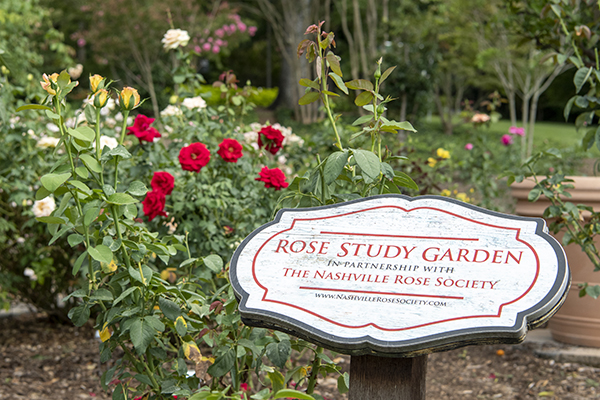 ROSE STUDY GARDEN
IN PARTNERSHIP WITH
THE NASHVILLE ROSE SOCIETY
WWW.NASHVILLEROSESOCIETY.COM